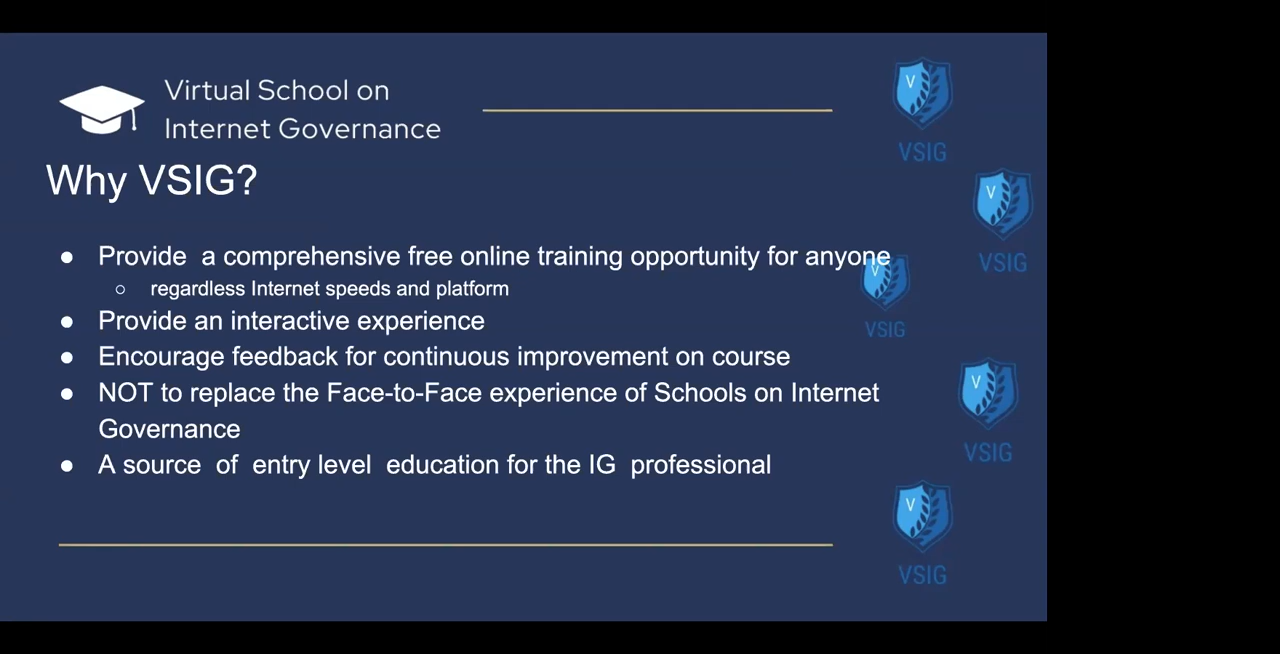 Virtual School on
Internet Governance
Why VSIG?
● Provide  a comprehensive free online training opportunity for anyone
○ regardless Internet speeds and platform
● Provide an interactive experience
● Encourage feedback for continuous improvement on course
● NOT to replace the Face-to-Face experience of Schools on Internet
Governance
● A source  of  entry level  education for the IG  professional
V
VSIG
V
VSIG
V
VSIG
V
VSIG
V
VSIG